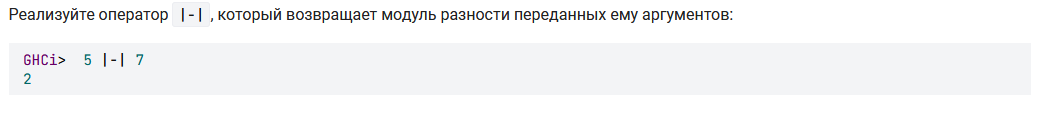 Реализуйте оператор |-| , который возвращает модуль разности переданных ему аргументов:
GHCi> 5 |-| 7
2